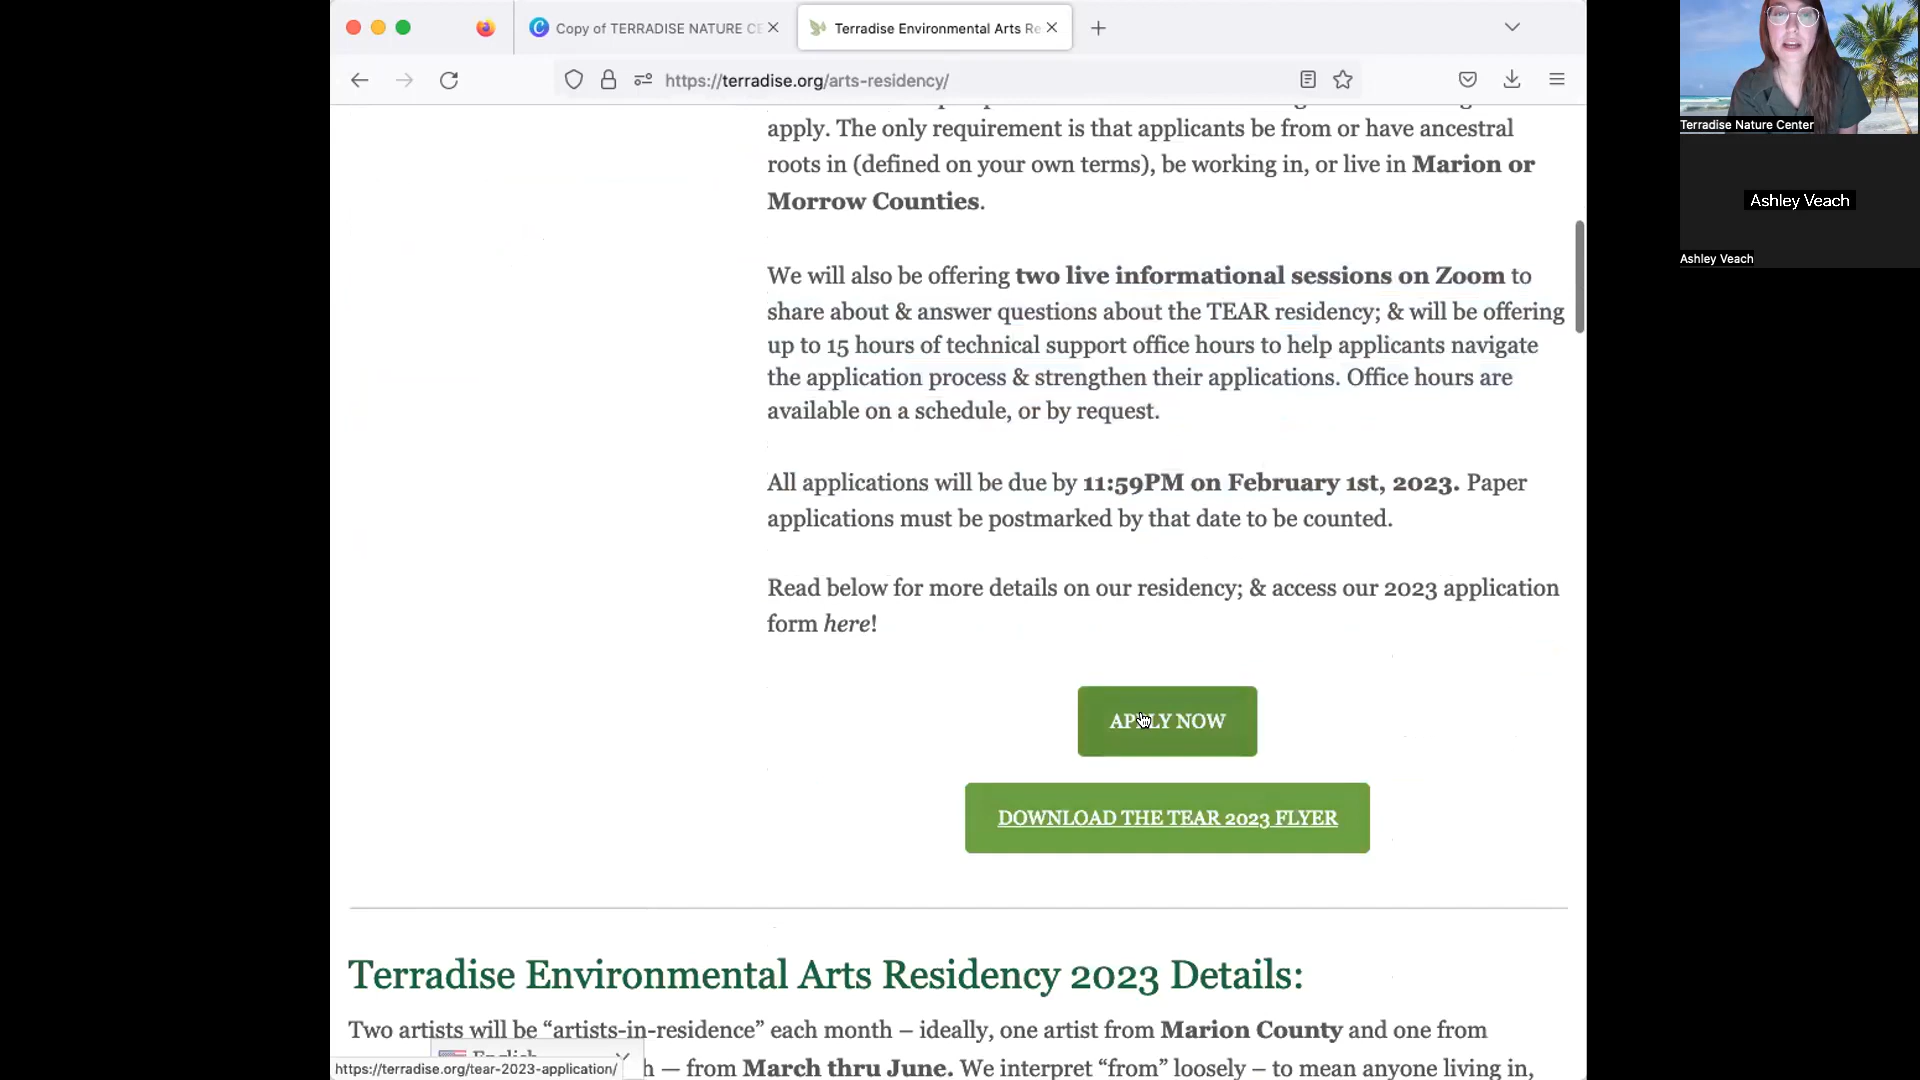 Copy of TERRADISE NATURE CE
Terradise Environmental Arts Re
https://terradise.org/arts-residency/
apply. The only requirement is that applicants be from or have ancestral
roots in (defined on your own terms), be working in, or live in Marion or
Morrow Counties.
We will also be offering two live informational sessions on Zoom to
share about & answer questions about the TEAR residency; & will be offering
up to 15 hours of technical support office hours to help applicants navigate
the application process & strengthen their applications. Office hours are
available on a schedule, or by request.
All applications will be due by 11:59PM on February 1st, 2023. Paper
applications must be postmarked by that date to be counted.
Read below for more details on our residency; & access our 2023 application
form here!
APPLY NOW
DOWNLOAD THE TEAR 2023 FLYER
Terradise Environmental Arts Residency 2023 Details:
Two artists will be “artists-in-residence” each month – ideally, one artist from Marion County and one from
English
h — from March thru June. We interpret “from” loosely – to mean anyone living in,
https://terradise.org/tear-2023-application/
Terradise Nature Center
Ashley Veach
Ashley Veach